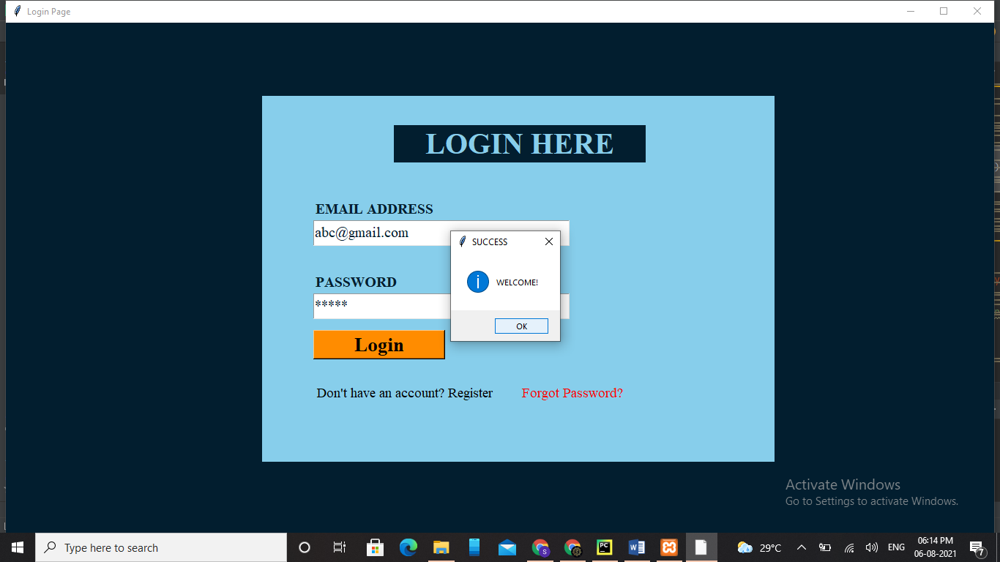 Login Page
LOGIN HERE
EMAIL ADDRESS
abc@gmail.com
SUCCESS
WELCOME!
OK
PASSWORD
*****
Login
Don't have an account? Register
Forgot Password?
Activate Windows
Go to Settings to activate Windows.
Type here to search
S
PC
W
29°C
ENG
06:14 PM
06-08-2021
7